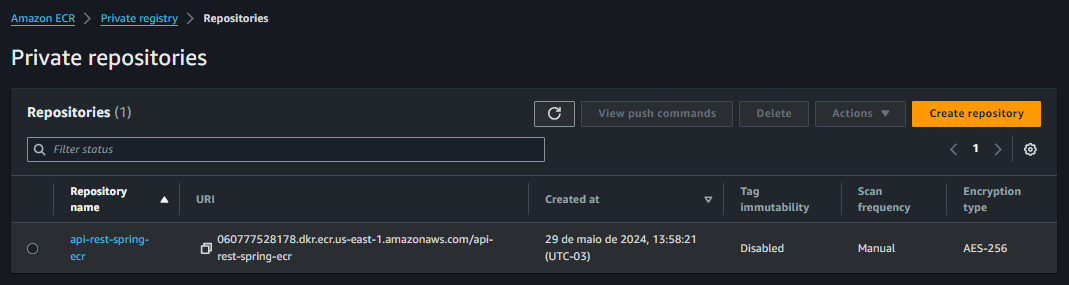 Amazon ECR > Private registry > Repositories
Private repositories
Repositories (1)
View push commands
Delete
Actions
Create repository
Filter status
1
Repository name
URI
Created at
Tag immutability
Scan frequency
Encryption type
api-rest-spring-
ecr
060777528178.dkr.ecr.us-east-1.amazonaws.com/api-
rest-spring-ecr
29 de maio de 2024, 13:58:21
(UTC-03)
Disabled
Manual
AES-256